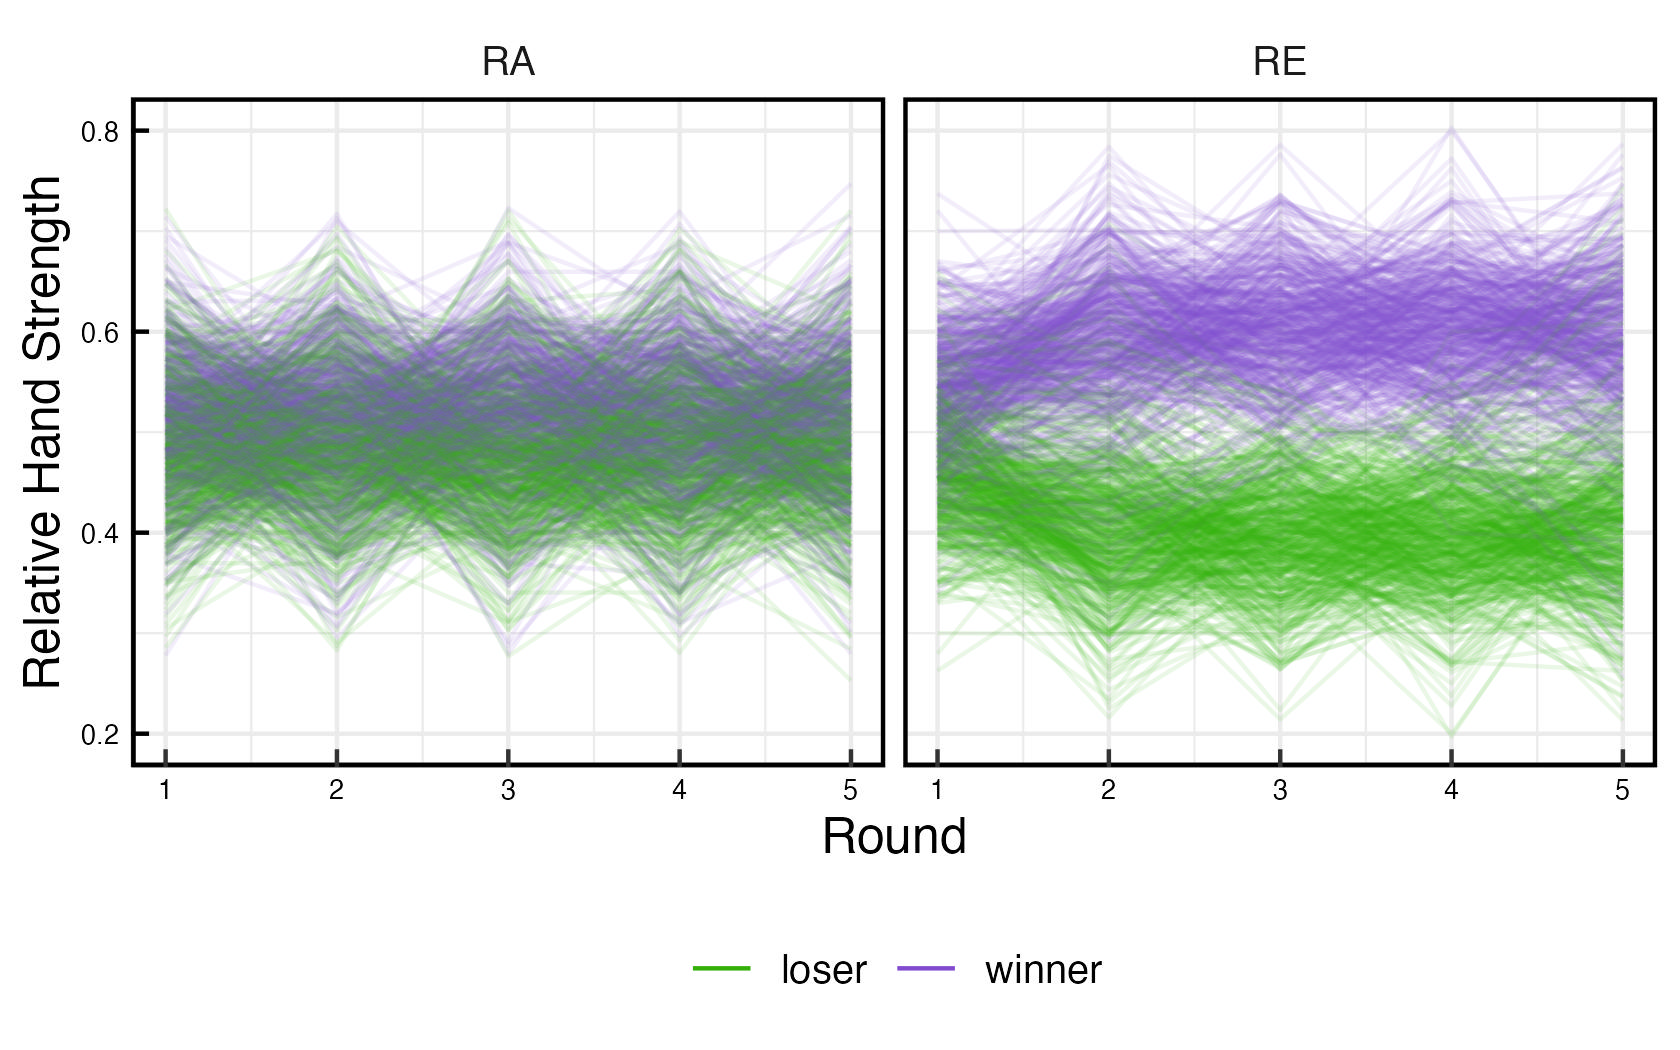 RA RE
Relative Hand Strength
0.8
0.6
0.4
0.2
1 2 3 4 5 1 2 3 4 5
Round
loser winner